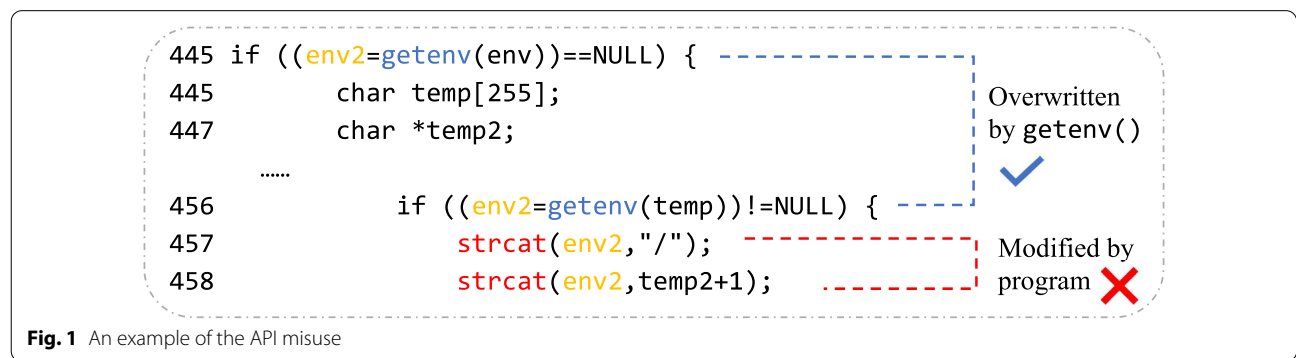 445 if ((env2=getenv(env))==NULL) {
445 char temp[255];
447 char *temp2;
Overwritten
by getenv()
……
456 if ((env2=getenv(temp))!=NULL) {
457 strcat(env2,"/");
458 strcat(env2,temp2+1);
Modified by
program
Fig. 1 An example of the API misuse